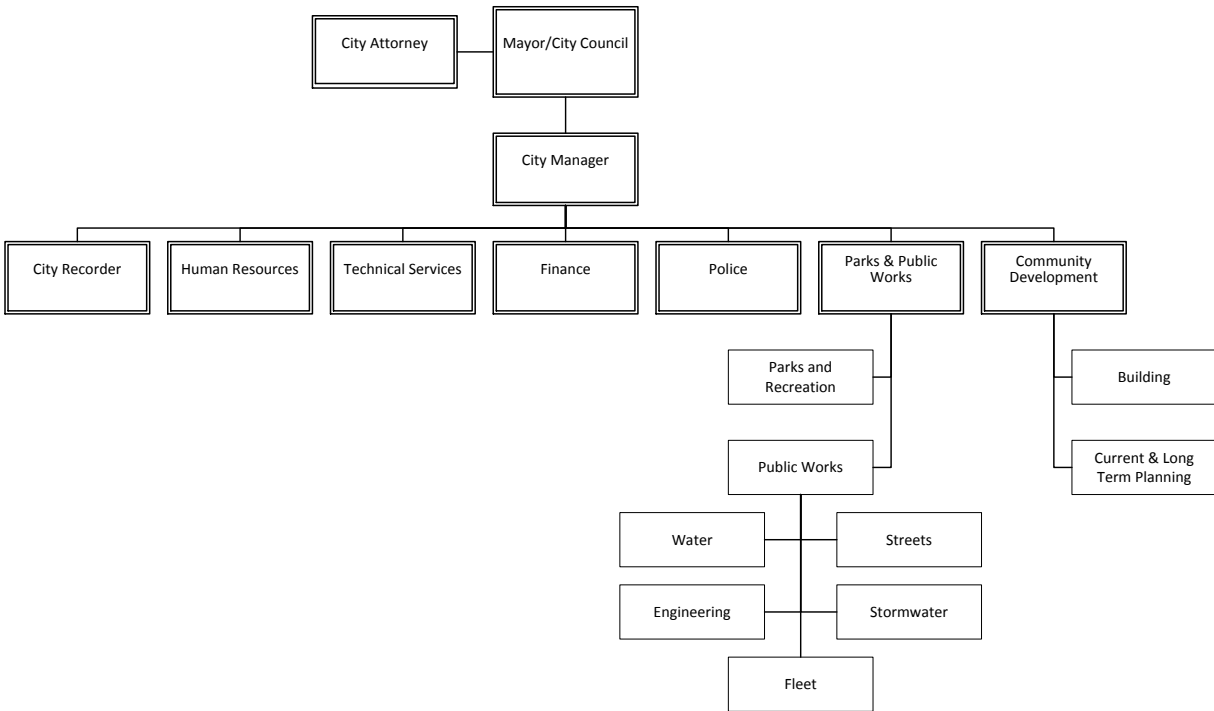 City Attorney
Mayor/City Council
City Manager
City Recorder
Human Resources
Technical Services
Finance
Police
Parks & Public
Works
Community
Development
Parks and
Recreation
Building
Public Works
Current & Long
Term Planning
Water
Streets
Engineering
Stormwater
Fleet